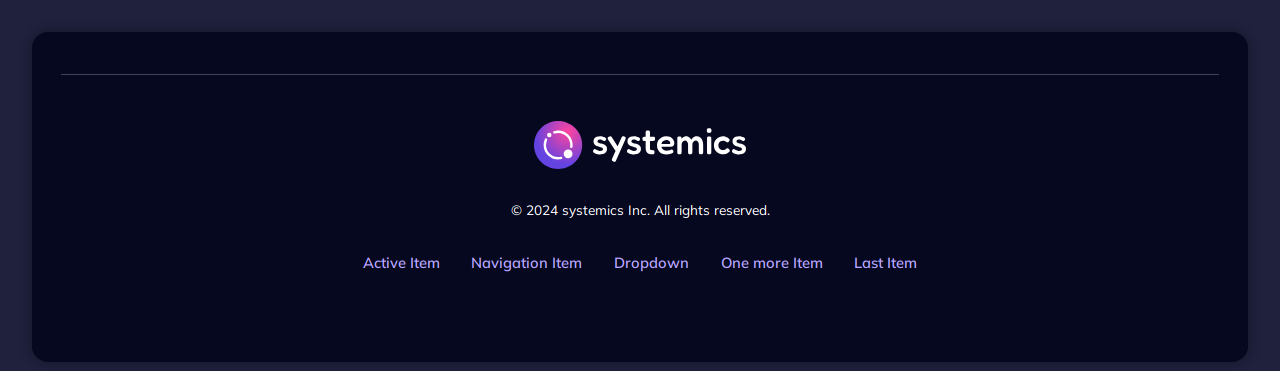 systemics
© 2024 systemics Inc. All rights reserved.
Active Item Navigation Item Dropdown One more Item Last Item